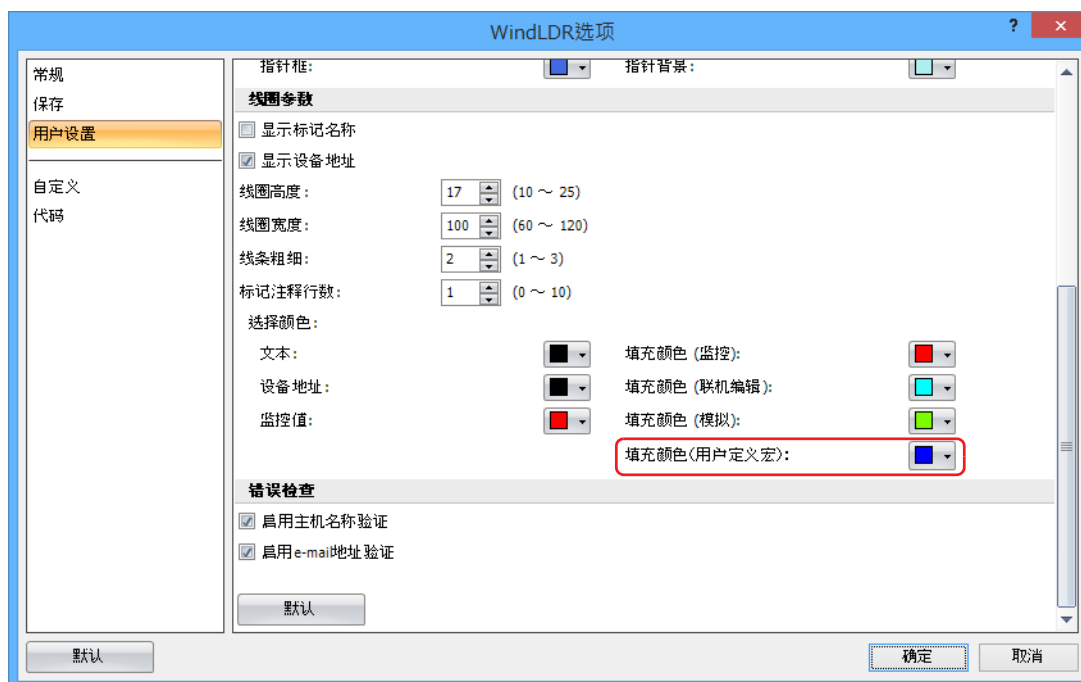 WindLDR选项
?
常规
保存
用户设置
自定义
代码
指针框: 指针背景:
线圈参数
显示标记名称
显示设备地址
线圈高度: 17 (10 ～ 25)
线圈宽度: 100 (60 ～ 120)
线条粗细: 2 (1 ～ 3)
标记注释行数: 1 (0 ～ 10)
选择颜色:
文本: 填充颜色 (监控):
设备地址: 填充颜色 (联机编辑):
监控值: 填充颜色 (模拟):
填充颜色(用户定义宏):
错误检查
启用主机名称验证
启用e-mail地址验证
默认
默认 确定 取消